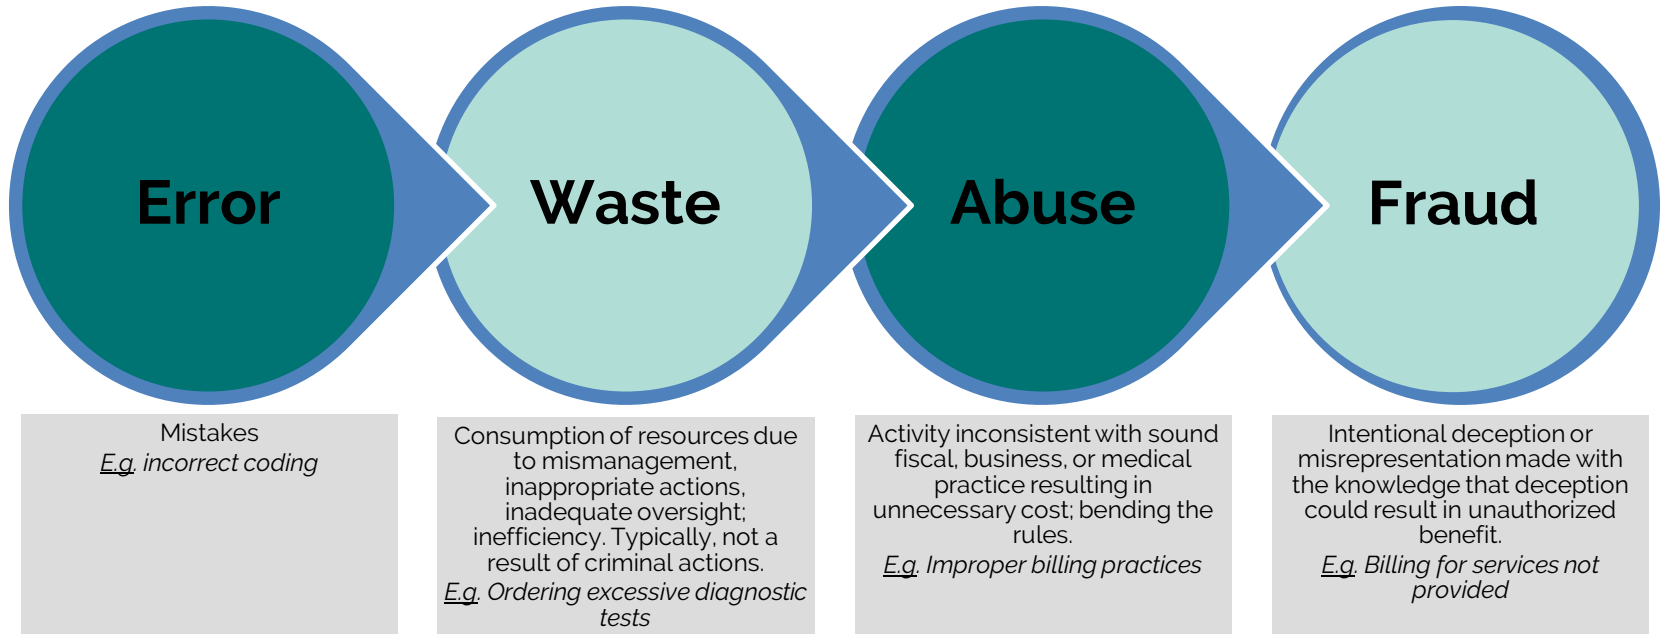 Error
Waste
Abuse
Fraud
Mistakes
E.g. incorrect coding
Consumption of resources due
to mismanagement,
inappropriate actions,
inadequate oversight;
inefficiency. Typically, not a
result of criminal actions.
E.g. Ordering excessive diagnostic
tests
Activity inconsistent with sound
fiscal, business, or medical
practice resulting in
unnecessary cost; bending the
rules.
E.g. Improper billing practices
Intentional deception or
misrepresentation made with
the knowledge that deception
could result in unauthorized
benefit.
E.g. Billing for services not
provided